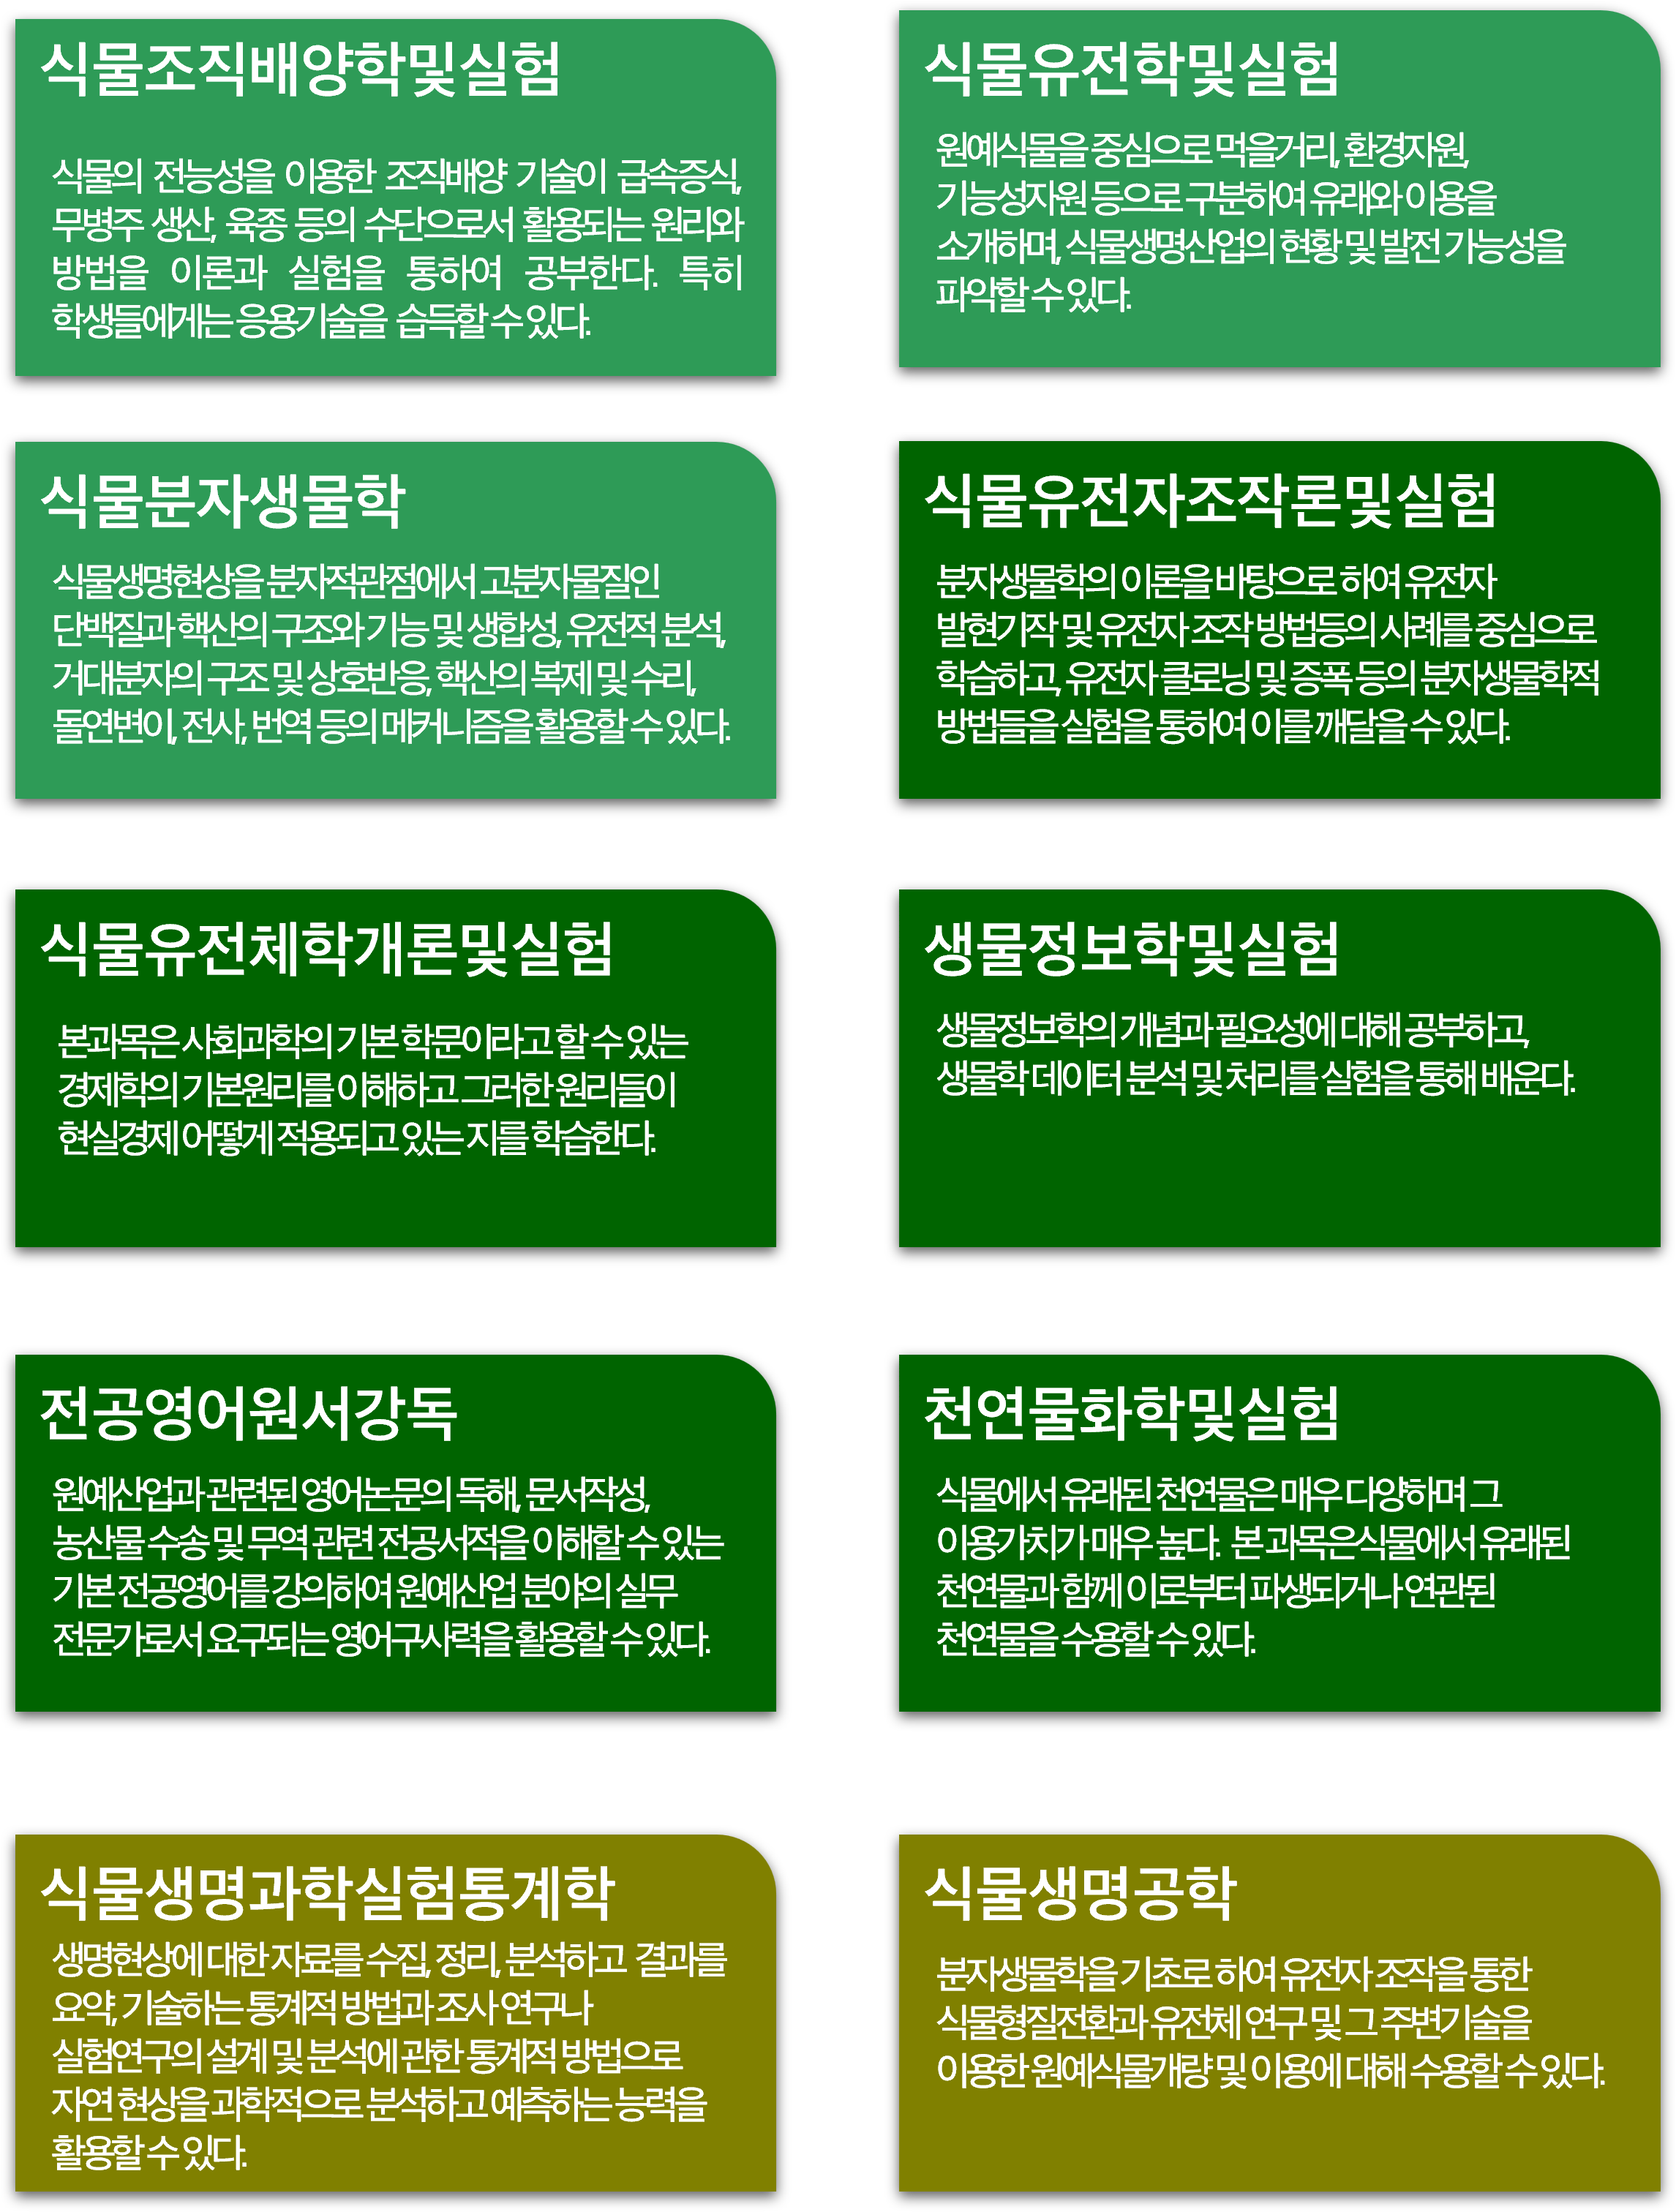 식물조직배양학및실험
식물의 전능성을 이용한 조직배양 기술이 급속증식,
무병주 생산, 육종 등의 수단으로서 활용되는 원리와
방법을 이론과 실험을 통하여 공부한다. 특히
학생들에게는 응용기술을 습득할 수 있다.
식물유전학및실험
원예식물을 중심으로 먹을거리, 환경자원,
기능성자원 등으로 구분하여 유래와 이용을
소개하며, 식물생명산업의 현황 및 발전 가능성을
파악할 수 있다.
식물분자생물학
식물생명현상을 분자적관점에서 고분자물질인
단백질과 핵산의 구조와 기능 및 생합성, 유전적 분석,
거대분자의 구조 및 상호반응, 핵산의 복제 및 수리,
돌연변이, 전사, 번역 등의 메커니즘을 활용할 수 있다.
식물유전자조작론및실험
분자생물학의 이론을 바탕으로 하여 유전자
발현기작 및 유전자 조작 방법등의 사례를 중심으로
학습하고, 유전자 클로닝 및 증폭 등의 분자생물학적
방법들을 실험을 통하여 이를 깨달을 수 있다.
식물유전체학개론및실험
본과목은 사회과학의 기본 학문이라고 할 수 있는
경제학의 기본원리를 이해하고 그러한 원리들이
현실경제 어떻게 적용되고 있는 지를 학습한다.
생물정보학및실험
생물정보학의 개념과 필요성에 대해 공부하고,
생물학 데이터 분석 및 처리를 실험을 통해 배운다.
전공영어원서강독
원예산업과 관련된 영어논문의 독해, 문서작성,
농산물 수송 및 무역 관련 전공서적을 이해할 수 있는
기본 전공영어를 강의하여 원예산업 분야의 실무
전문가로서 요구되는 영어구사력을 활용할 수 있다.
천연물화학및실험
식물에서 유래된 천연물은 매우 다양하며 그
이용가치가 매우 높다. 본 과목은식물에서 유래된
천연물과 함께 이로부터 파생되거나 연관된
천연물을 수용할 수 있다.
식물생명과학실험통계학
생명현상에 대한 자료를 수집, 정리, 분석하고 결과를
요약, 기술하는 통계적 방법과 조사 연구나
실험연구의 설계 및 분석에 관한 통계적 방법으로
자연 현상을 과학적으로 분석하고 예측하는 능력을
활용할 수 있다.
식물생명공학
분자생물학을 기초로 하여 유전자 조작을 통한
식물형질전환과 유전체 연구 및 그 주변기술을
이용한 원예식물개량 및 이용에 대해 수용할 수 있다.